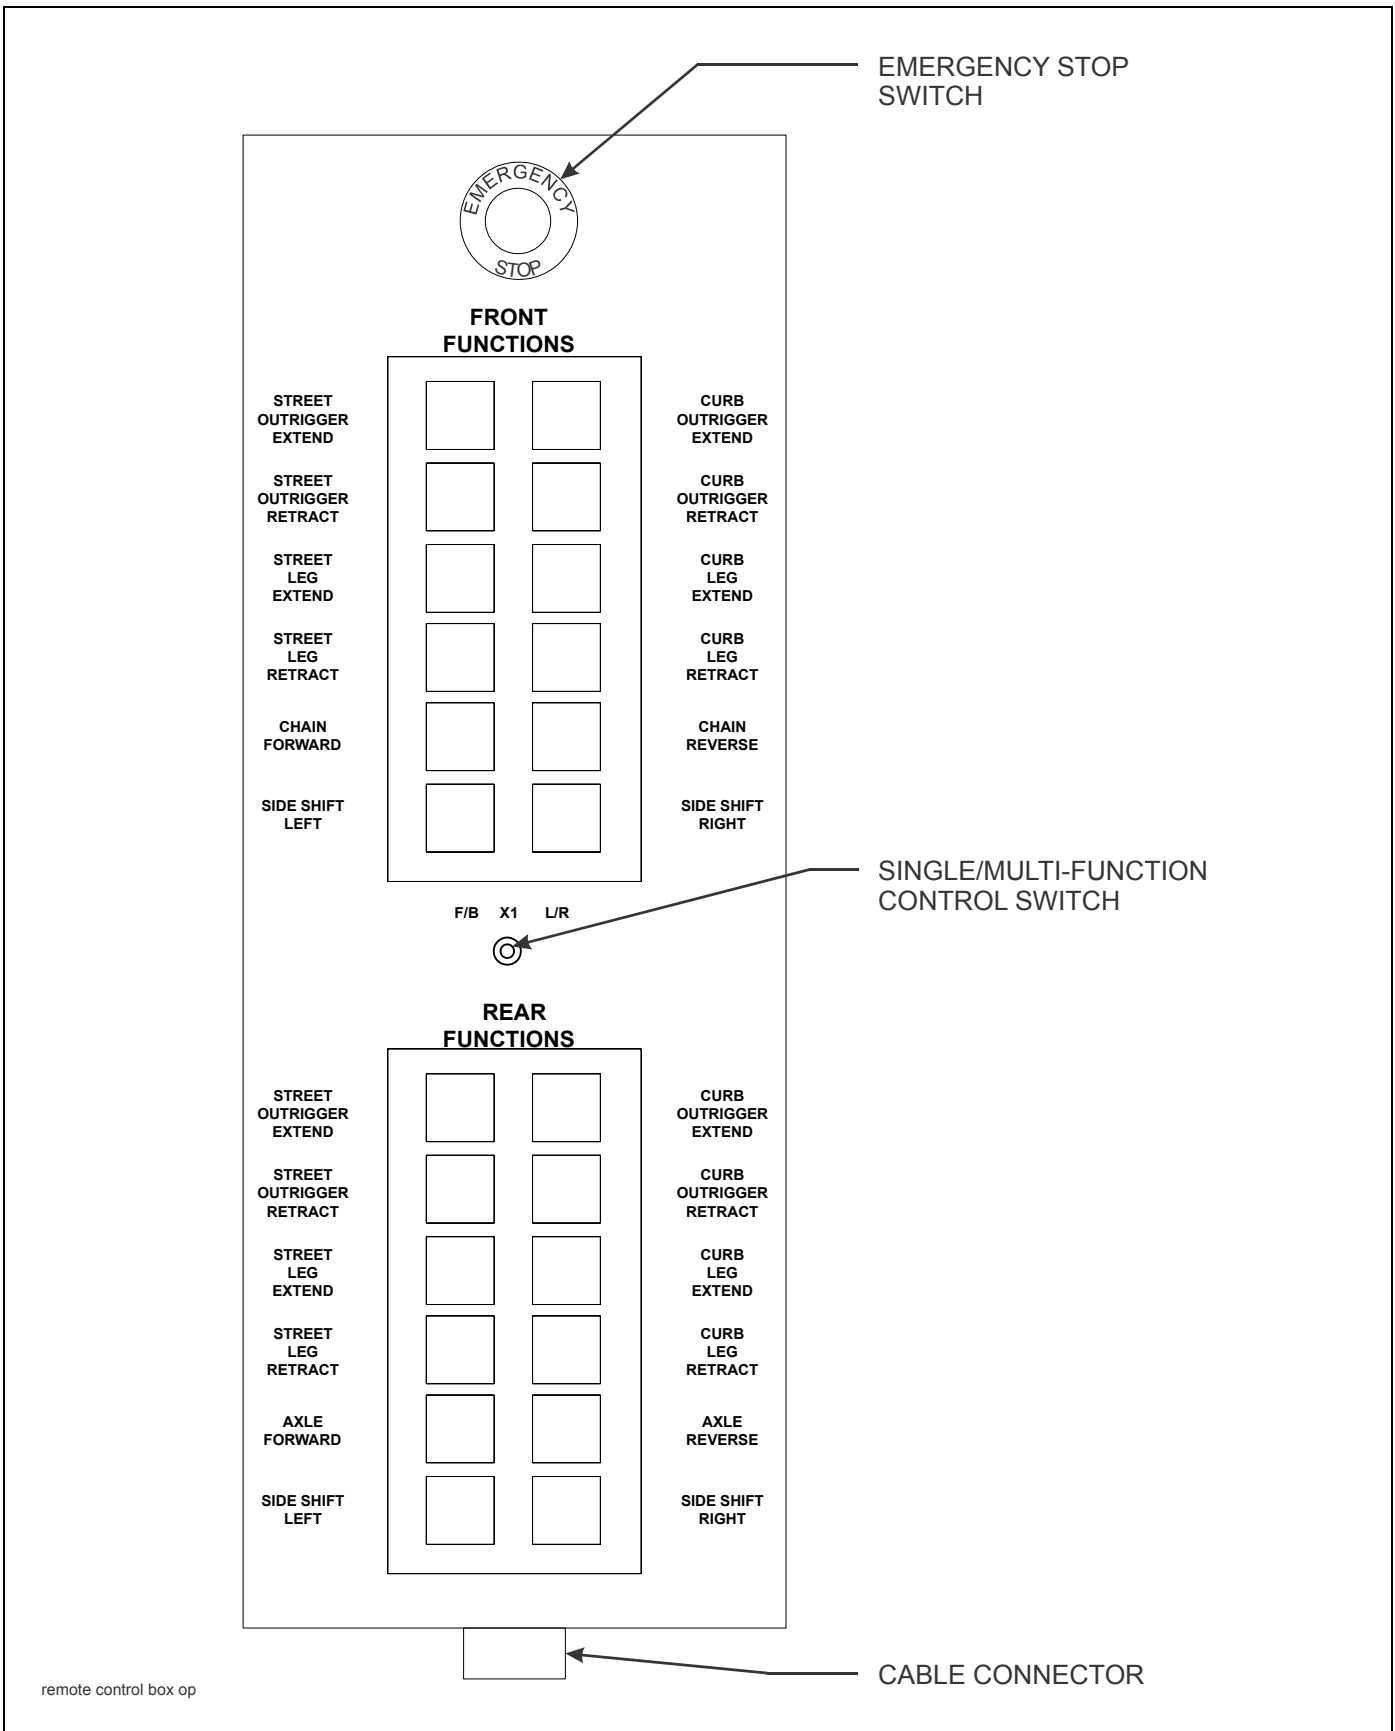 EMERGENCY STOP
SWITCH
EMERGENCY
STOP
FRONT
FUNCTIONS
STREET
OUTRIGGER
EXTEND
CURB
OUTRIGGER
EXTEND
STREET
OUTRIGGER
RETRACT
CURB
OUTRIGGER
RETRACT
STREET
LEG
EXTEND
CURB
LEG
EXTEND
STREET
LEG
RETRACT
CURB
LEG
RETRACT
CHAIN
FORWARD
CHAIN
REVERSE
SIDE SHIFT
LEFT
SIDE SHIFT
RIGHT
SINGLE/MULTI-FUNCTION
CONTROL SWITCH
F/B X1 L/R
REAR
FUNCTIONS
STREET
OUTRIGGER
EXTEND
CURB
OUTRIGGER
EXTEND
STREET
OUTRIGGER
RETRACT
CURB
OUTRIGGER
RETRACT
STREET
LEG
EXTEND
CURB
LEG
EXTEND
STREET
LEG
RETRACT
CURB
LEG
RETRACT
AXLE
FORWARD
AXLE
REVERSE
SIDE SHIFT
LEFT
SIDE SHIFT
RIGHT
CABLE CONNECTOR
remote control box op